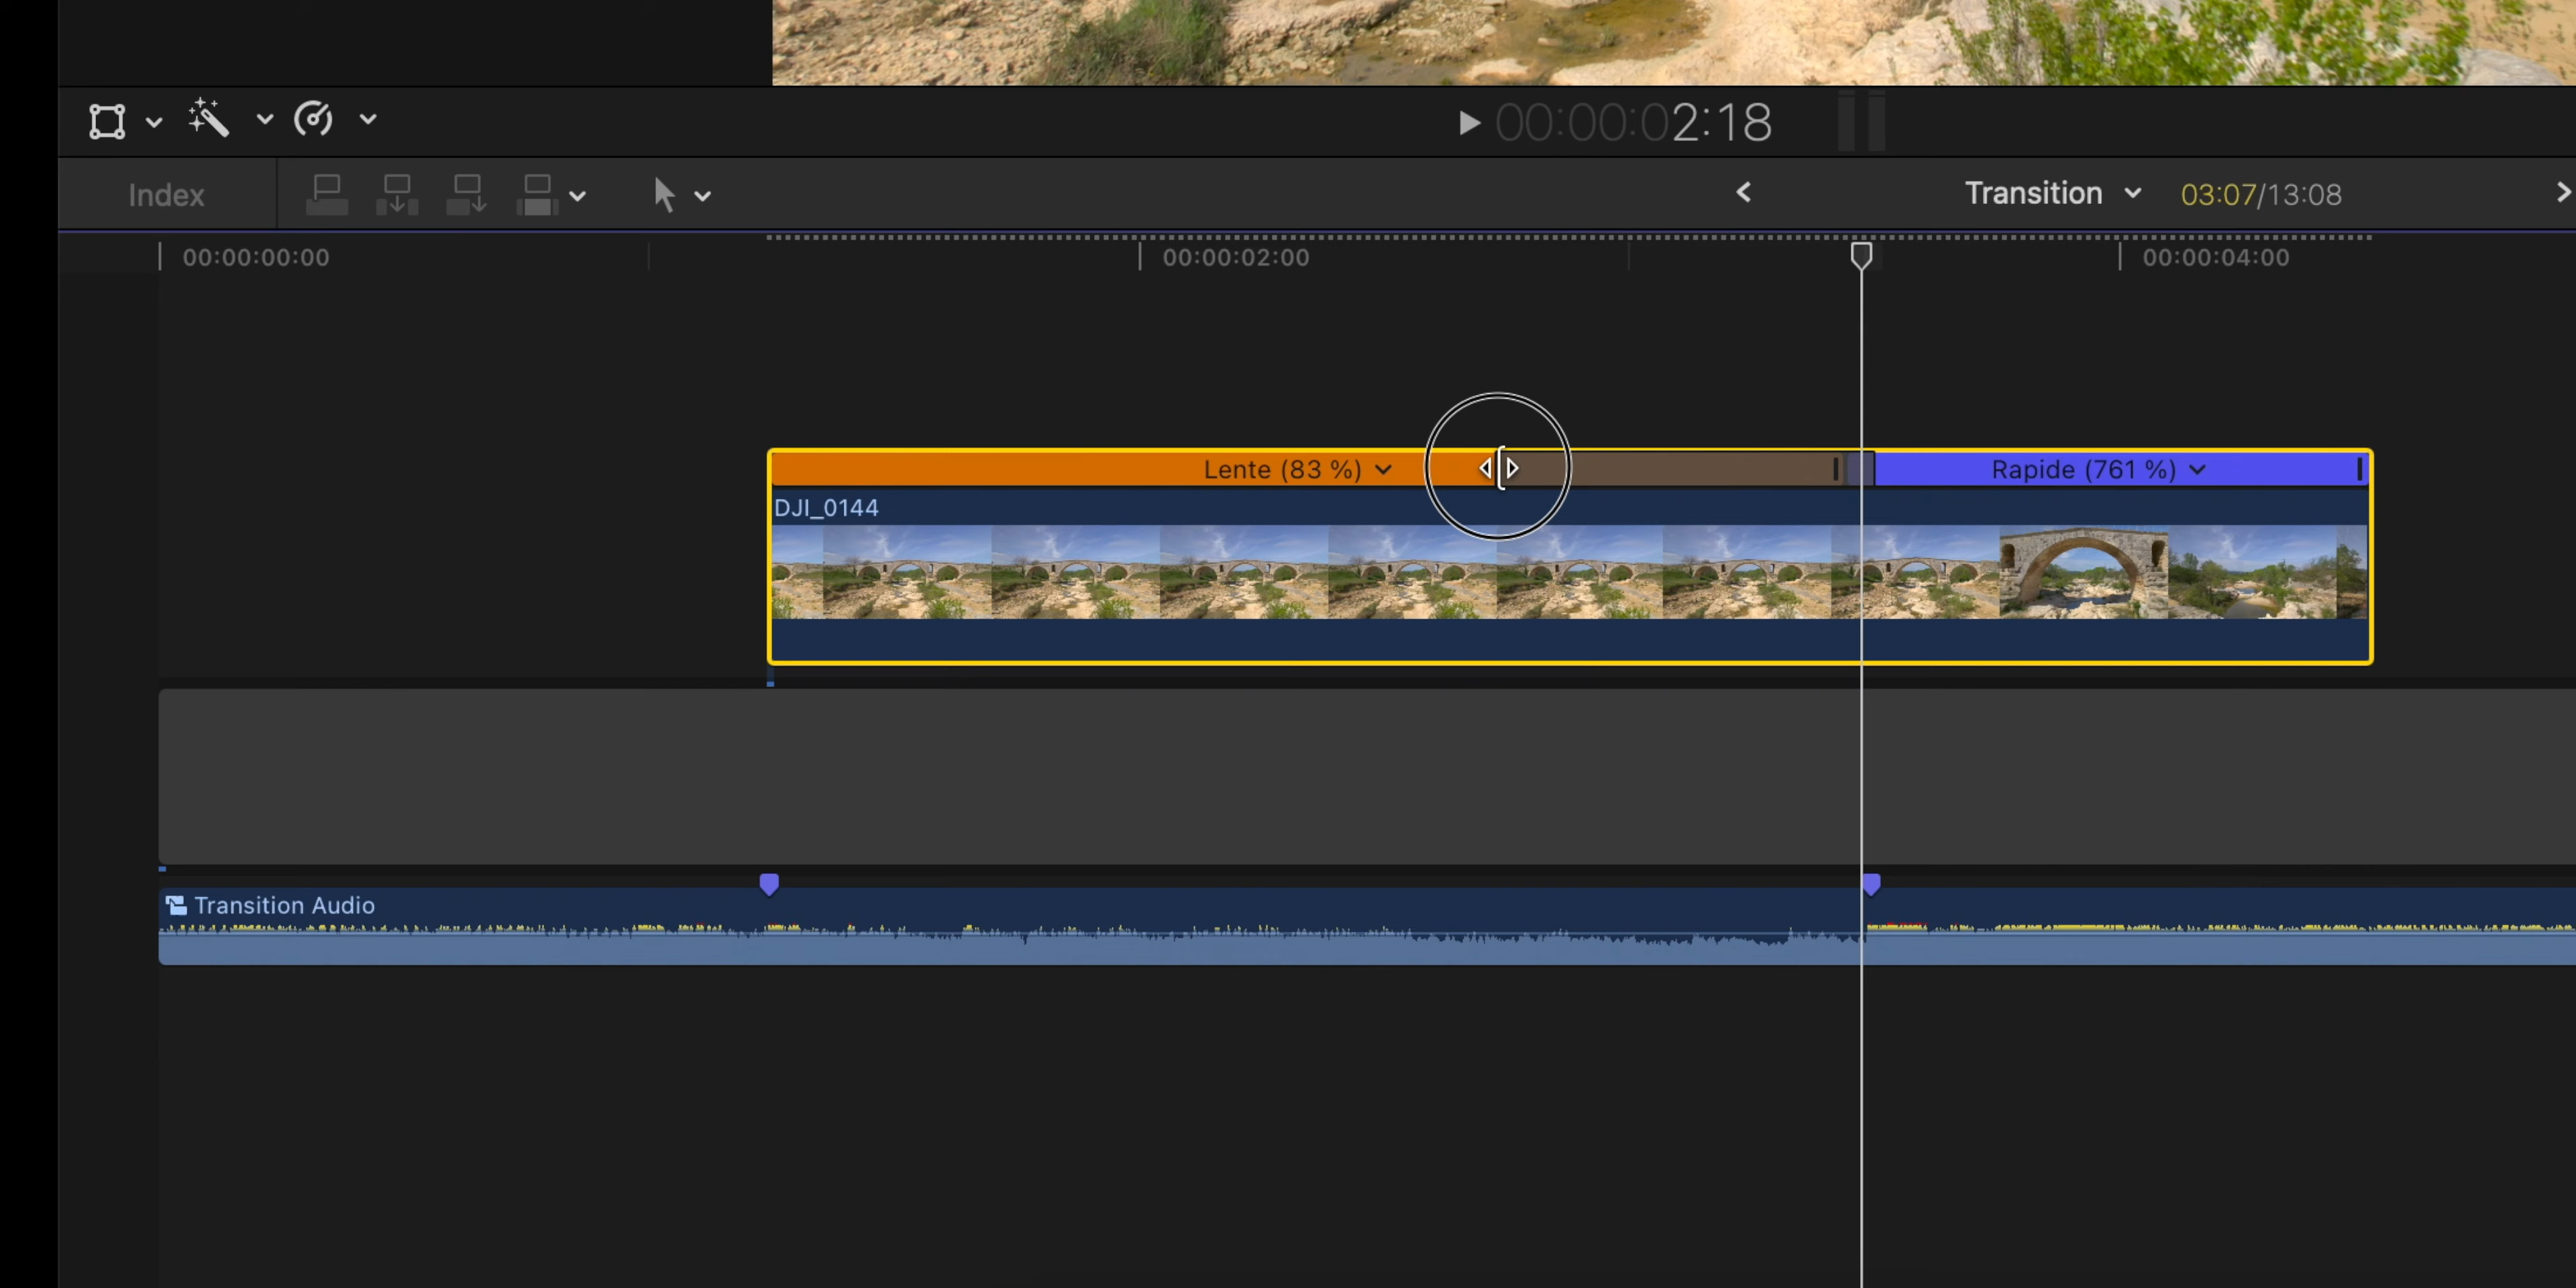 00:00:02:18
Index
Transition
03:07/13:08
00:00:00:00
00:00:02:00
00:00:04:00
Lente (83 %)
Rapide (761 %)
DJI_0144
Transition Audio